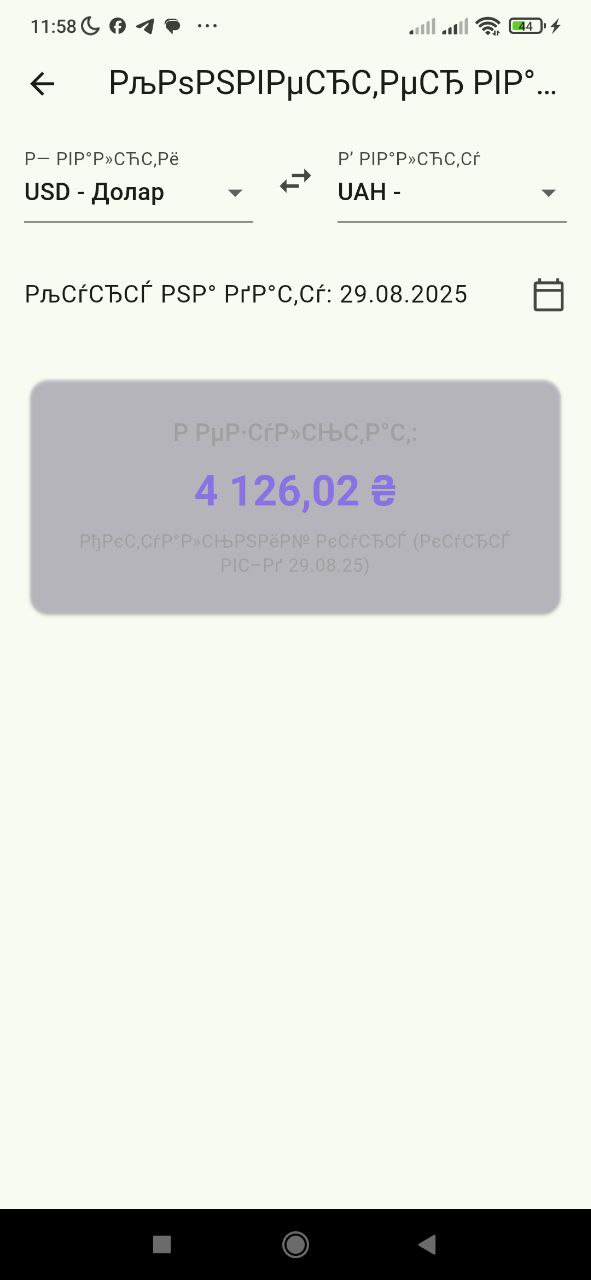 11:58
44
РљРѕРЅРІРµСЂС‚РµСЂ РІР°...
Р— РІР°Р»СЋС‚Рё
Р’ РІР°Р»СЋС‚Сѓ
USD - Долар
UAH -
РљСѓСЂСЃ РЅР° РґР°С‚Сѓ: 29.08.2025
Р РµР·СѓР»СЊС‚Р°С‚:
4 126,02 ₴
РђРєС‚СѓР°Р»СЊРЅРёР№ РєСѓСЂСЃ (РєСѓСЂСЃ
РІС–Рґ 29.08.25)